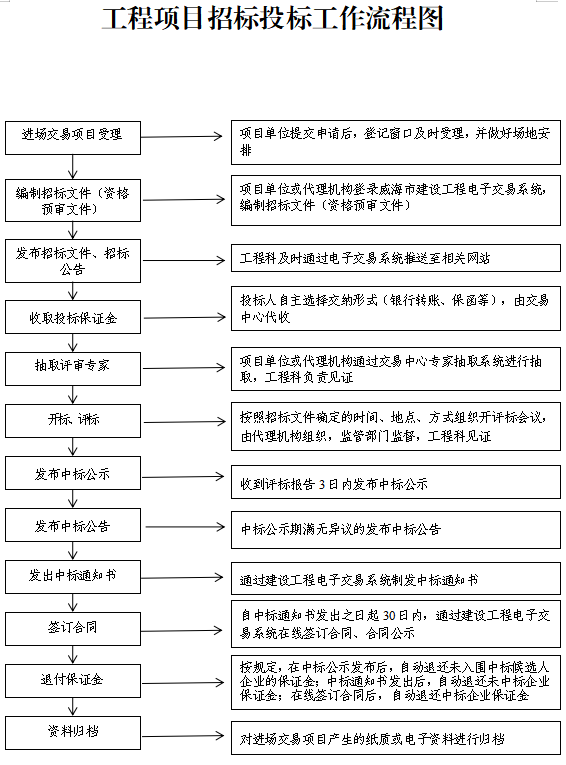 工程项目招标投标工作流程图
进场交易项目受理
项目单位提交申请后，登记窗口及时受理，并做好场地安
排
编制招标文件（资格
预审文件）
项目单位或代理机构登录威海市建设工程电子交易系统，
编制招标文件（资格预审文件）
发布招标文件、招标
公告
工程科及时通过电子交易系统推送至相关网站
收取投标保证金
投标人自主选择交纳形式（银行转账、保函等），由交易
中心代收
抽取评审专家
项目单位或代理机构通过交易中心专家抽取系统进行抽
取，工程科负责见证
开标、评标
按照招标文件确定的时间、地点、方式组织开评标会议，
由代理机构组织，监管部门监督，工程科见证
发布中标公示
收到评标报告3日内发布中标公示
发布中标公告
中标公示期满无异议的发布中标公告
发出中标通知书
通过建设工程电子交易系统制发中标通知书
签订合同
自中标通知书发出之日起30日内，通过建设工程电子交
易系统在线签订合同、合同公示
退付保证金
按规定，在中标公示发布后，自动退还未入围中标候选人
企业的保证金；中标通知书发出后，自动退还未中标企业
保证金；在线签订合同后，自动退还中标企业保证金
资料归档
对进场交易项目产生的纸质或电子资料进行归档